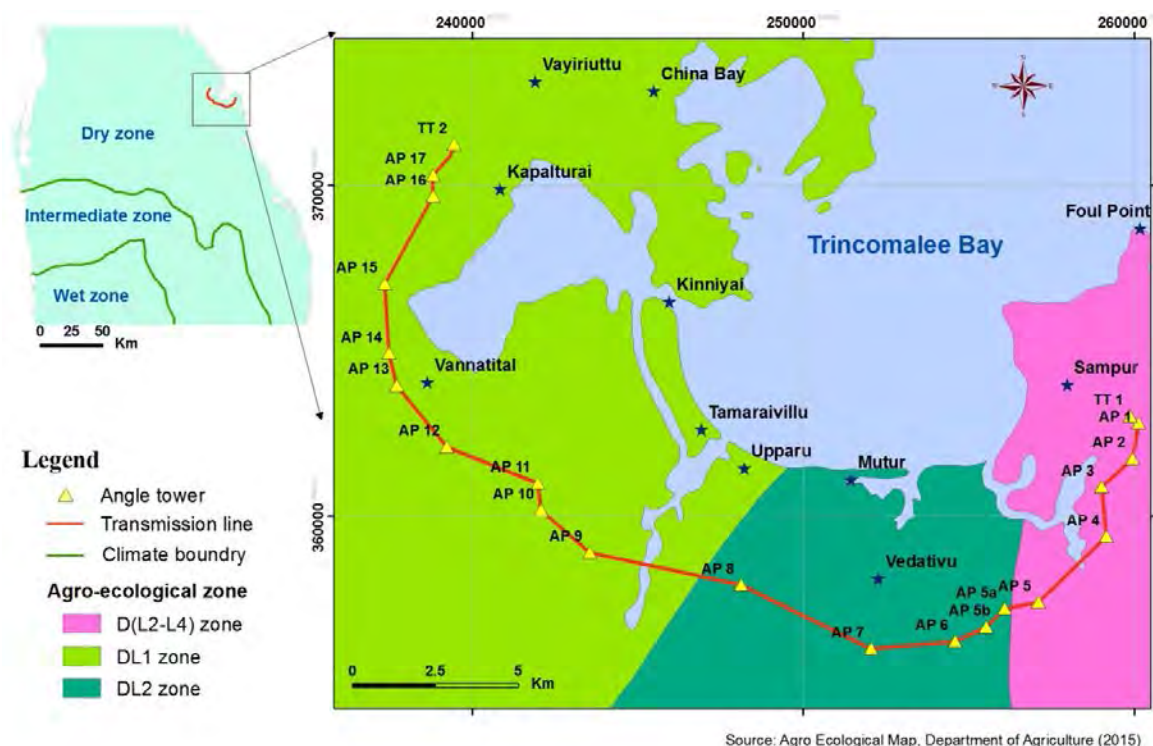 240000
250000
260000
370000
360000
Dry zone
Intermediate zone
Wet zone
0 25 50
Km
Vayiriuttu
China Bay
TT 2
AP 17
AP 16
Kapalturai
Foul Point
Trincomalee Bay
AP 15
Kinniyai
AP 14
AP 13
Vannatital
Sampur
TT 1
AP 1
Tamaraivillu
AP 12
AP 2
Upparu
Mutur
AP 11
AP 10
AP 3
AP 9
AP 4
AP 8
Vedativu
AP 5a
AP 5
AP 5b
AP 7
AP 6
0 2.5 5
Km
Legend
Angle tower
Transmission line
Climate boundry
Agro-ecological zone
D(L2-L4) zone
DL1 zone
DL2 zone
Source: Agro Ecological Map, Department of Agriculture (2015)